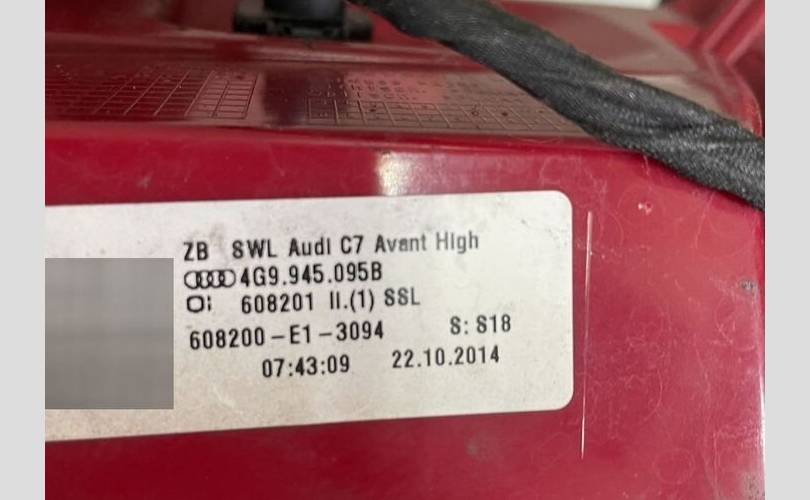 ZB SWL Audi C7 Avant High
4G9.945.095B
608201 II.(1) SSL
608200-E1-3094 S: S18
07:43:09 22.10.2014